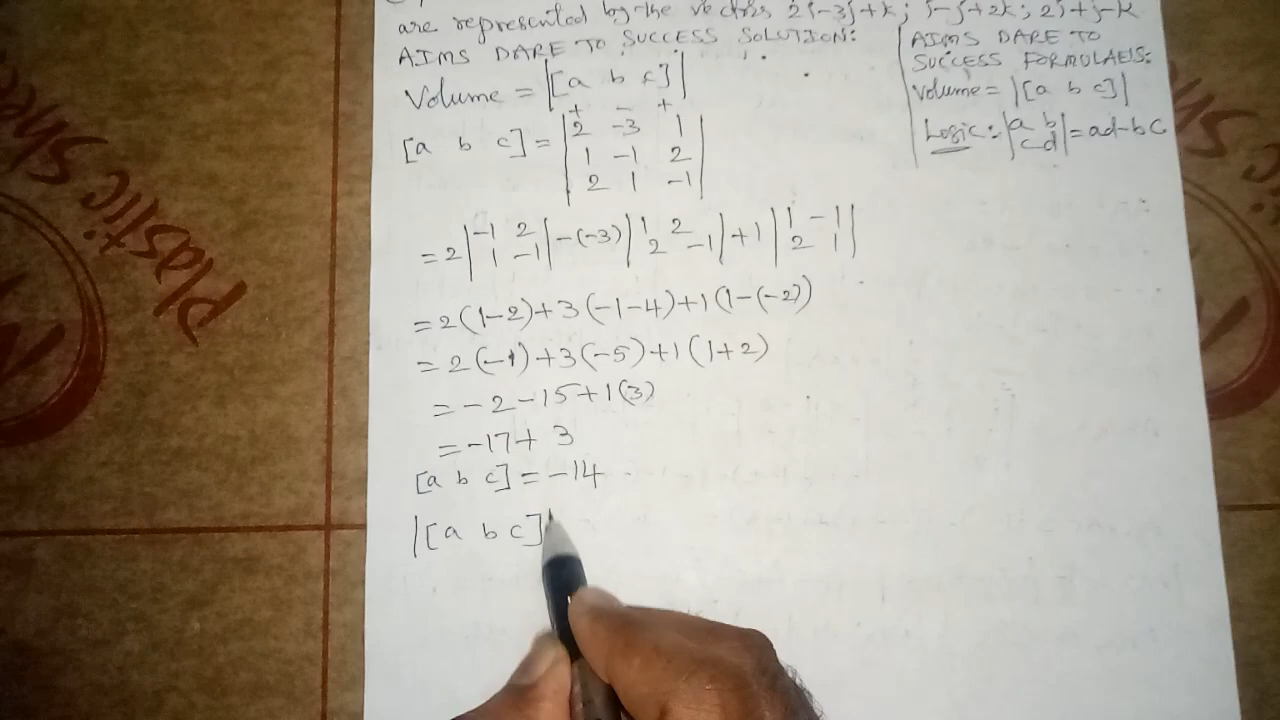 are represented by the vectors 2i-3j+k; i-j+2k; 2i+j-k
AIMS DARE TO SUCCESS SOLUTION:
Volume = |[a b c]|
+ - +
[a b c] = |2 -3 1|
|1 -1 2|
|2 1 -1|
= 2 |-1 2| -(-3) |1 2| +1 |1 -1|
|1 -1| |2 -1| |2 1|
= 2(1-2)+3(-1-4)+1(1-(-2))
= 2(-1)+3(-5)+1(1+2)
= -2-15+1(3)
= -17+3
[a b c] = -14
|[a b c]|
AIMS DARE TO
SUCCESS FORMULAEIS:
Volume = |[a b c]|
Logic: |a b| = ad-bc
|c d|
Plastic She